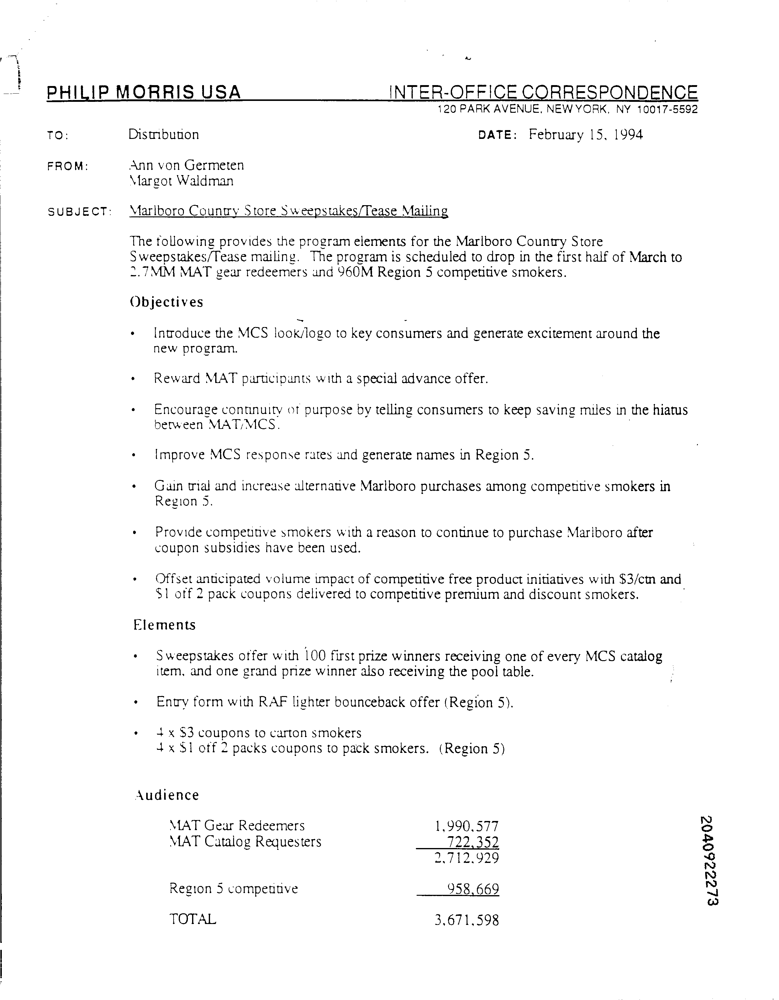 PHILIP MORRIS USA INTER-OFFICE CORRESPONDENCE
120 PARK AVENUE, NEW YORK, NY 10017-5592
TO: Distribution DATE: February 15, 1994
FROM: Ann von Germeten
Margot Waldman
SUBJECT: Marlboro Country Store Sweepstakes/Tease Mailing
The following provides the program elements for the Marlboro Country Store
Sweepstakes/Tease mailing. The program is scheduled to drop in the first half of March to
2.7MM MAT gear redeemers and 960M Region 5 competitive smokers.
Objectives
• Introduce the MCS look/logo to key consumers and generate excitement around the
new program.
• Reward MAT participants with a special advance offer.
• Encourage continuity of purpose by telling consumers to keep saving miles in the hiatus
between MAT/MCS.
• Improve MCS response rates and generate names in Region 5.
• Gain trial and increase alternative Marlboro purchases among competitive smokers in
Region 5.
• Provide competitive smokers with a reason to continue to purchase Marlboro after
coupon subsidies have been used.
• Offset anticipated volume impact of competitive free product initiatives with $3/ctn and
$1 off 2 pack coupons delivered to competitive premium and discount smokers.
Elements
• Sweepstakes offer with 100 first prize winners receiving one of every MCS catalog
item, and one grand prize winner also receiving the pool table.
• Entry form with RAF lighter bounceback offer (Region 5).
• 4 x $3 coupons to carton smokers
4 x $1 off 2 packs coupons to pack smokers. (Region 5)
Audience
MAT Gear Redeemers 1,990,577
MAT Catalog Requesters 722,352
2,712,929
Region 5 competitive 958,669
TOTAL 3,671,598
2040922273